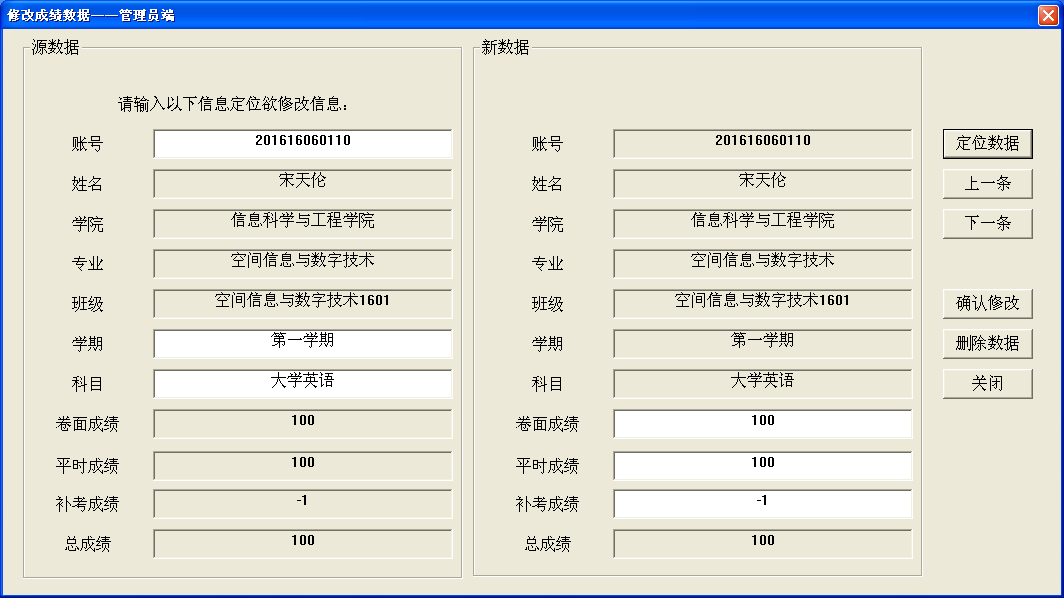 修改成绩数据——管理员端
源数据
请输入以下信息定位欲修改信息：
账号 201616060110
姓名 宋天伦
学院 信息科学与工程学院
专业 空间信息与数字技术
班级 空间信息与数字技术1601
学期 第一学期
科目 大学英语
卷面成绩 100
平时成绩 100
补考成绩 -1
总成绩 100
新数据
账号 201616060110
姓名 宋天伦
学院 信息科学与工程学院
专业 空间信息与数字技术
班级 空间信息与数字技术1601
学期 第一学期
科目 大学英语
卷面成绩 100
平时成绩 100
补考成绩 -1
总成绩 100
定位数据
上一条
下一条
确认修改
删除数据
关闭